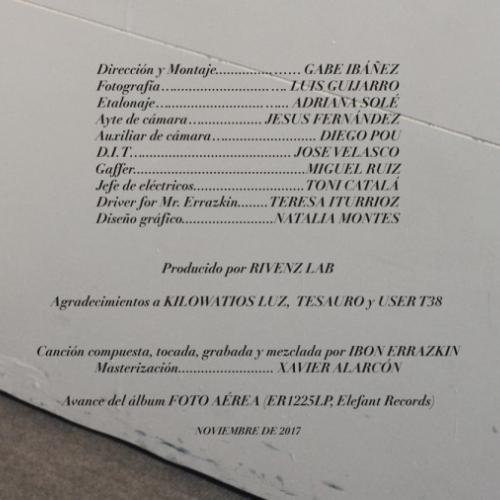 Dirección y Montaje..................... GABE IBÁÑEZ
Fotografía............................... LUIS GUIJARRO
Etalonaje................................. ADRIANA SOLÉ
Ayte de cámara....................... JESUS FERNÁNDEZ
Auxiliar de cámara........................ DIEGO POU
D.I.T....................................... JOSE VELASCO
Gaffer.........................................MIGUEL RUIZ
Jefe de eléctricos...........................TONI CATALÁ
Driver for Mr. Errazkin.......TERESA ITURRIOZ
Diseño gráfico.......................NATALIA MONTES
Producido por RIVENZ LAB
Agradecimientos a KILOWATIOS LUZ, TESAURO y USER T38
Canción compuesta, tocada, grabada y mezclada por IBON ERRAZKIN
Masterización........................ XAVIER ALARCÓN
Avance del álbum FOTO AÉREA (ER1225LP, Elefant Records)
NOVIEMBRE DE 2017